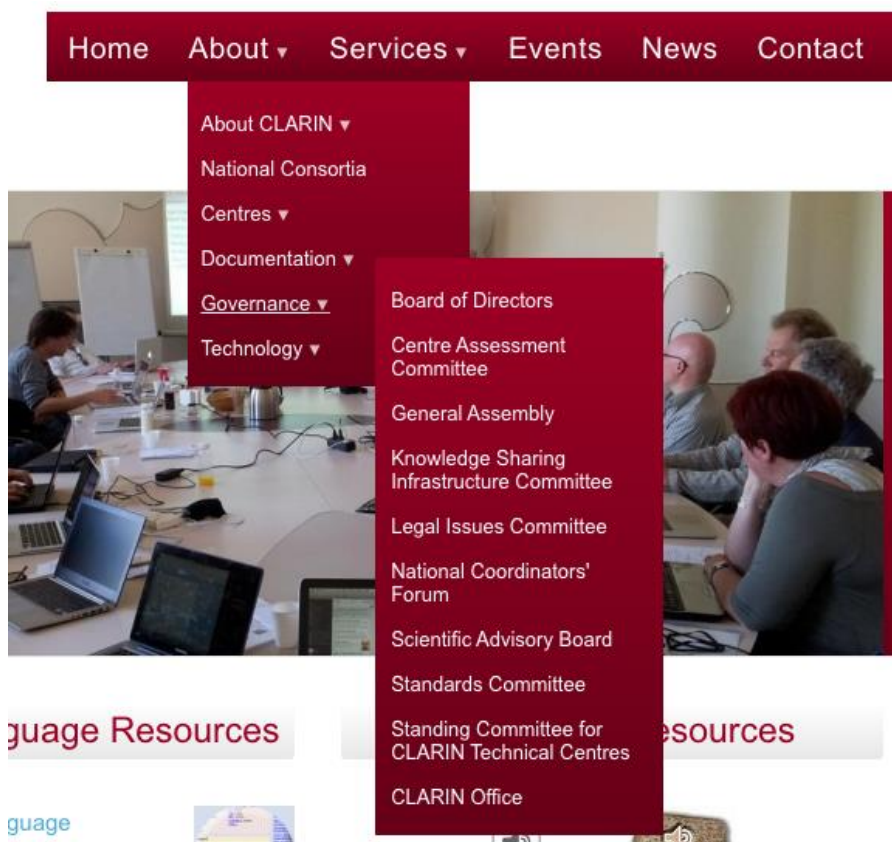 Home About ▾ Services ▾ Events News Contact
About CLARIN ▾
National Consortia
Centres ▾
Documentation ▾
Governance ▾
Technology ▾
Board of Directors
Centre Assessment
Committee
General Assembly
Knowledge Sharing
Infrastructure Committee
Legal Issues Committee
National Coordinators'
Forum
Scientific Advisory Board
Standards Committee
Standing Committee for
CLARIN Technical Centres
CLARIN Office
guage Resources
esources
guage